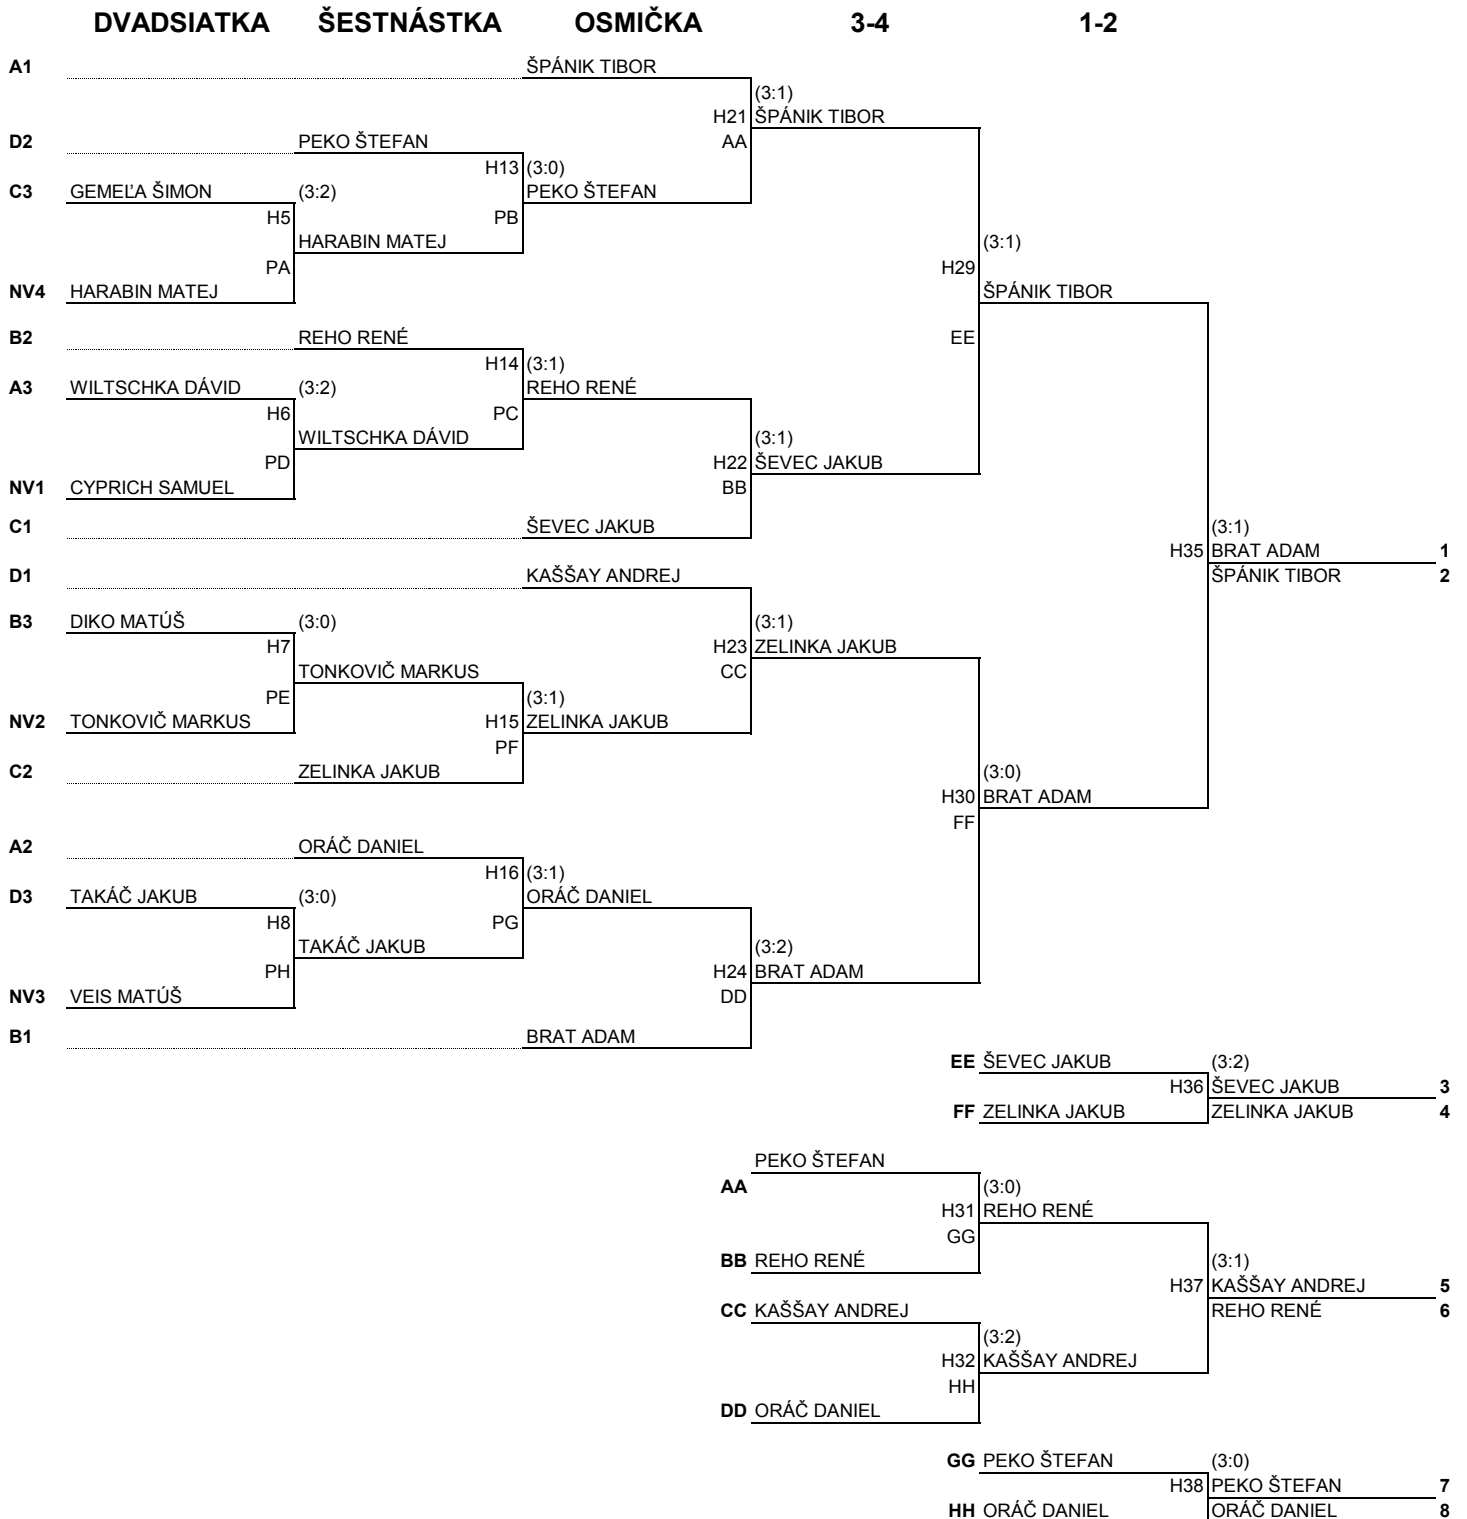 DVADSIATKA ŠESTNÁSTKA OSMIČKA 3-4 1-2
A1 ŠPÁNIK TIBOR
(3:1)
H21 ŠPÁNIK TIBOR
D2 PEKO ŠTEFAN AA
H13 (3:0)
C3 GEMEĽA ŠIMON (3:2) PEKO ŠTEFAN
H5 PB
HARABIN MATEJ (3:1)
PA H29
NV4 HARABIN MATEJ ŠPÁNIK TIBOR
B2 REHO RENÉ EE
H14 (3:1)
A3 WILTSCHKA DÁVID (3:2) REHO RENÉ
H6 PC
WILTSCHKA DÁVID (3:1)
PD H22 ŠEVEC JAKUB
NV1 CYPRICH SAMUEL BB
C1 ŠEVEC JAKUB (3:1)
H35 BRAT ADAM 1
D1 KAŠŠAY ANDREJ ŠPÁNIK TIBOR 2
B3 DIKO MATÚŠ (3:0) (3:1)
H7 H23 ZELINKA JAKUB
TONKOVIČ MARKUS CC
PE (3:1)
NV2 TONKOVIČ MARKUS H15 ZELINKA JAKUB
PF
C2 ZELINKA JAKUB (3:0)
H30 BRAT ADAM
FF
A2 ORÁČ DANIEL
H16 (3:1)
D3 TAKÁČ JAKUB (3:0) ORÁČ DANIEL
H8 PG
TAKÁČ JAKUB (3:2)
PH H24 BRAT ADAM
NV3 VEIS MATÚŠ DD
B1 BRAT ADAM
EE ŠEVEC JAKUB (3:2)
H36 ŠEVEC JAKUB 3
FF ZELINKA JAKUB ZELINKA JAKUB 4
PEKO ŠTEFAN
AA (3:0)
H31 REHO RENÉ
GG
BB REHO RENÉ (3:1)
H37 KAŠŠAY ANDREJ 5
CC KAŠŠAY ANDREJ REHO RENÉ 6
(3:2)
H32 KAŠŠAY ANDREJ
HH
DD ORÁČ DANIEL
GG PEKO ŠTEFAN (3:0)
H38 PEKO ŠTEFAN 7
HH ORÁČ DANIEL ORÁČ DANIEL 8